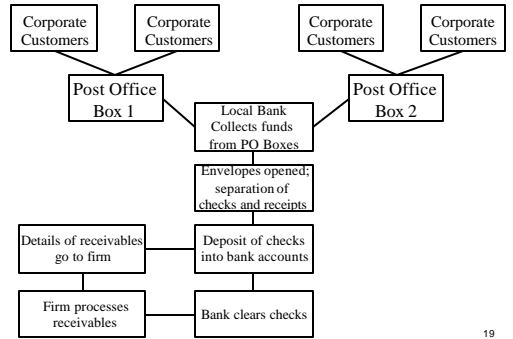 Corporate
Customers
Corporate
Customers
Corporate
Customers
Corporate
Customers
Post Office
Box 1
Post Office
Box 2
Local Bank
Collects funds
from PO Boxes
Envelopes opened;
separation of
checks and receipts
Details of receivables
go to firm
Deposit of checks
into bank accounts
Firm processes
receivables
Bank clears checks
19